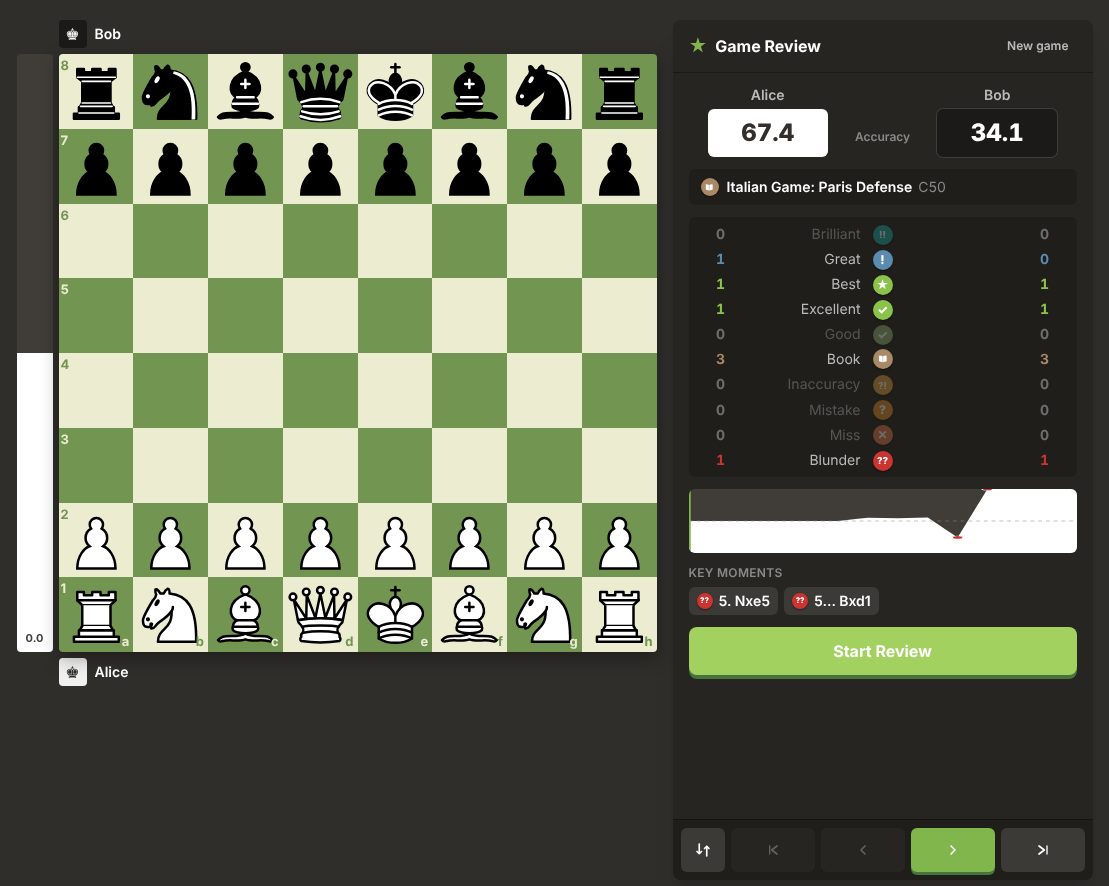 Bob
8
7
6
5
4
3
2
1
a b c d e f g h
0.0
Alice
Game Review
New game
Alice
Bob
67.4
Accuracy
34.1
Italian Game: Paris Defense C50
0 Brilliant !! 0
1 Great ! 0
1 Best 1
1 Excellent 1
0 Good 0
3 Book 3
0 Inaccuracy ?! 0
0 Mistake ? 0
0 Miss 0
1 Blunder ?? 1
KEY MOMENTS
?? 5. Nxe5
?? 5... Bxd1
Start Review